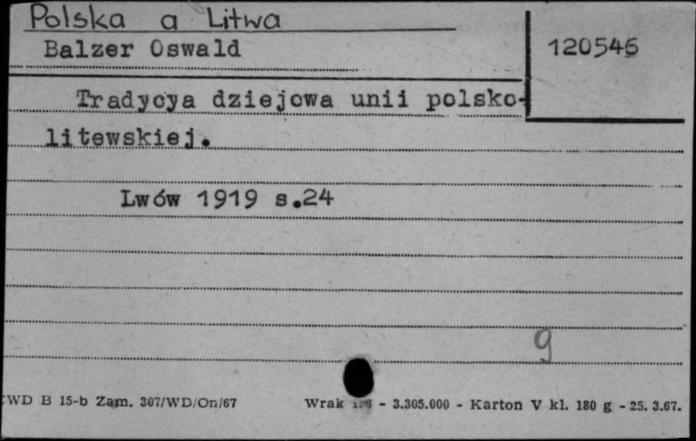 Polska a Litwa
Balzer Oswald
120546
Tradycya dziejowa unii polsko-
litewskiej.
Lwów 1919 s.24
9
WD B 15-b Zam. 307/WD/On/67
Wrak - 3.305.000 - Karton V kl. 180 g - 25. 3.67.